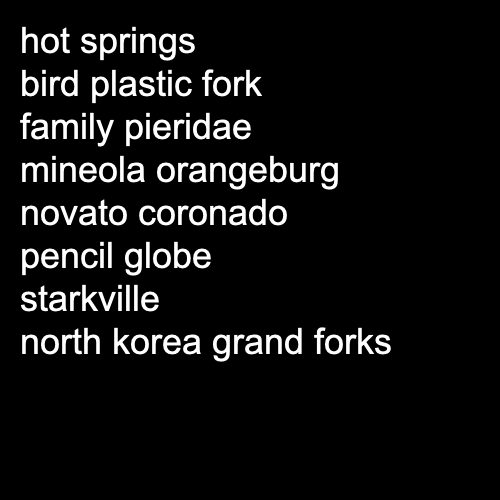 hot springs
bird plastic fork
family pieridae
mineola orangeburg
novato coronado
pencil globe
starkville
north korea grand forks